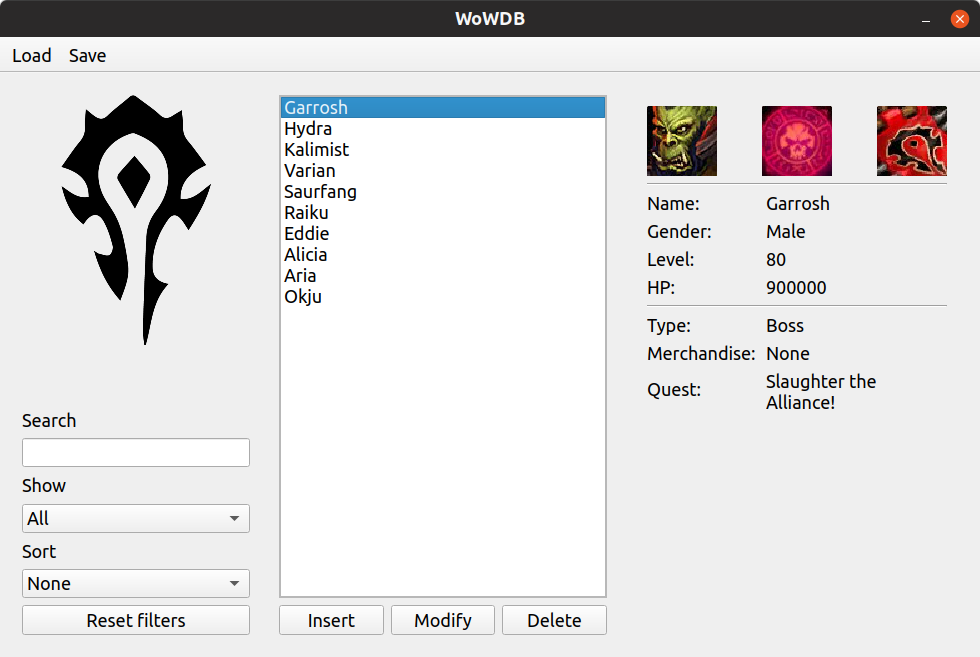 WoWDB
Load Save
Search
Show
All
Sort
None
Reset filters
Garrosh
Hydra
Kalimist
Varian
Saurfang
Raiku
Eddie
Alicia
Aria
Okju
Insert Modify Delete
Name: Garrosh
Gender: Male
Level: 80
HP: 900000
Type: Boss
Merchandise: None
Quest: Slaughter the
Alliance!